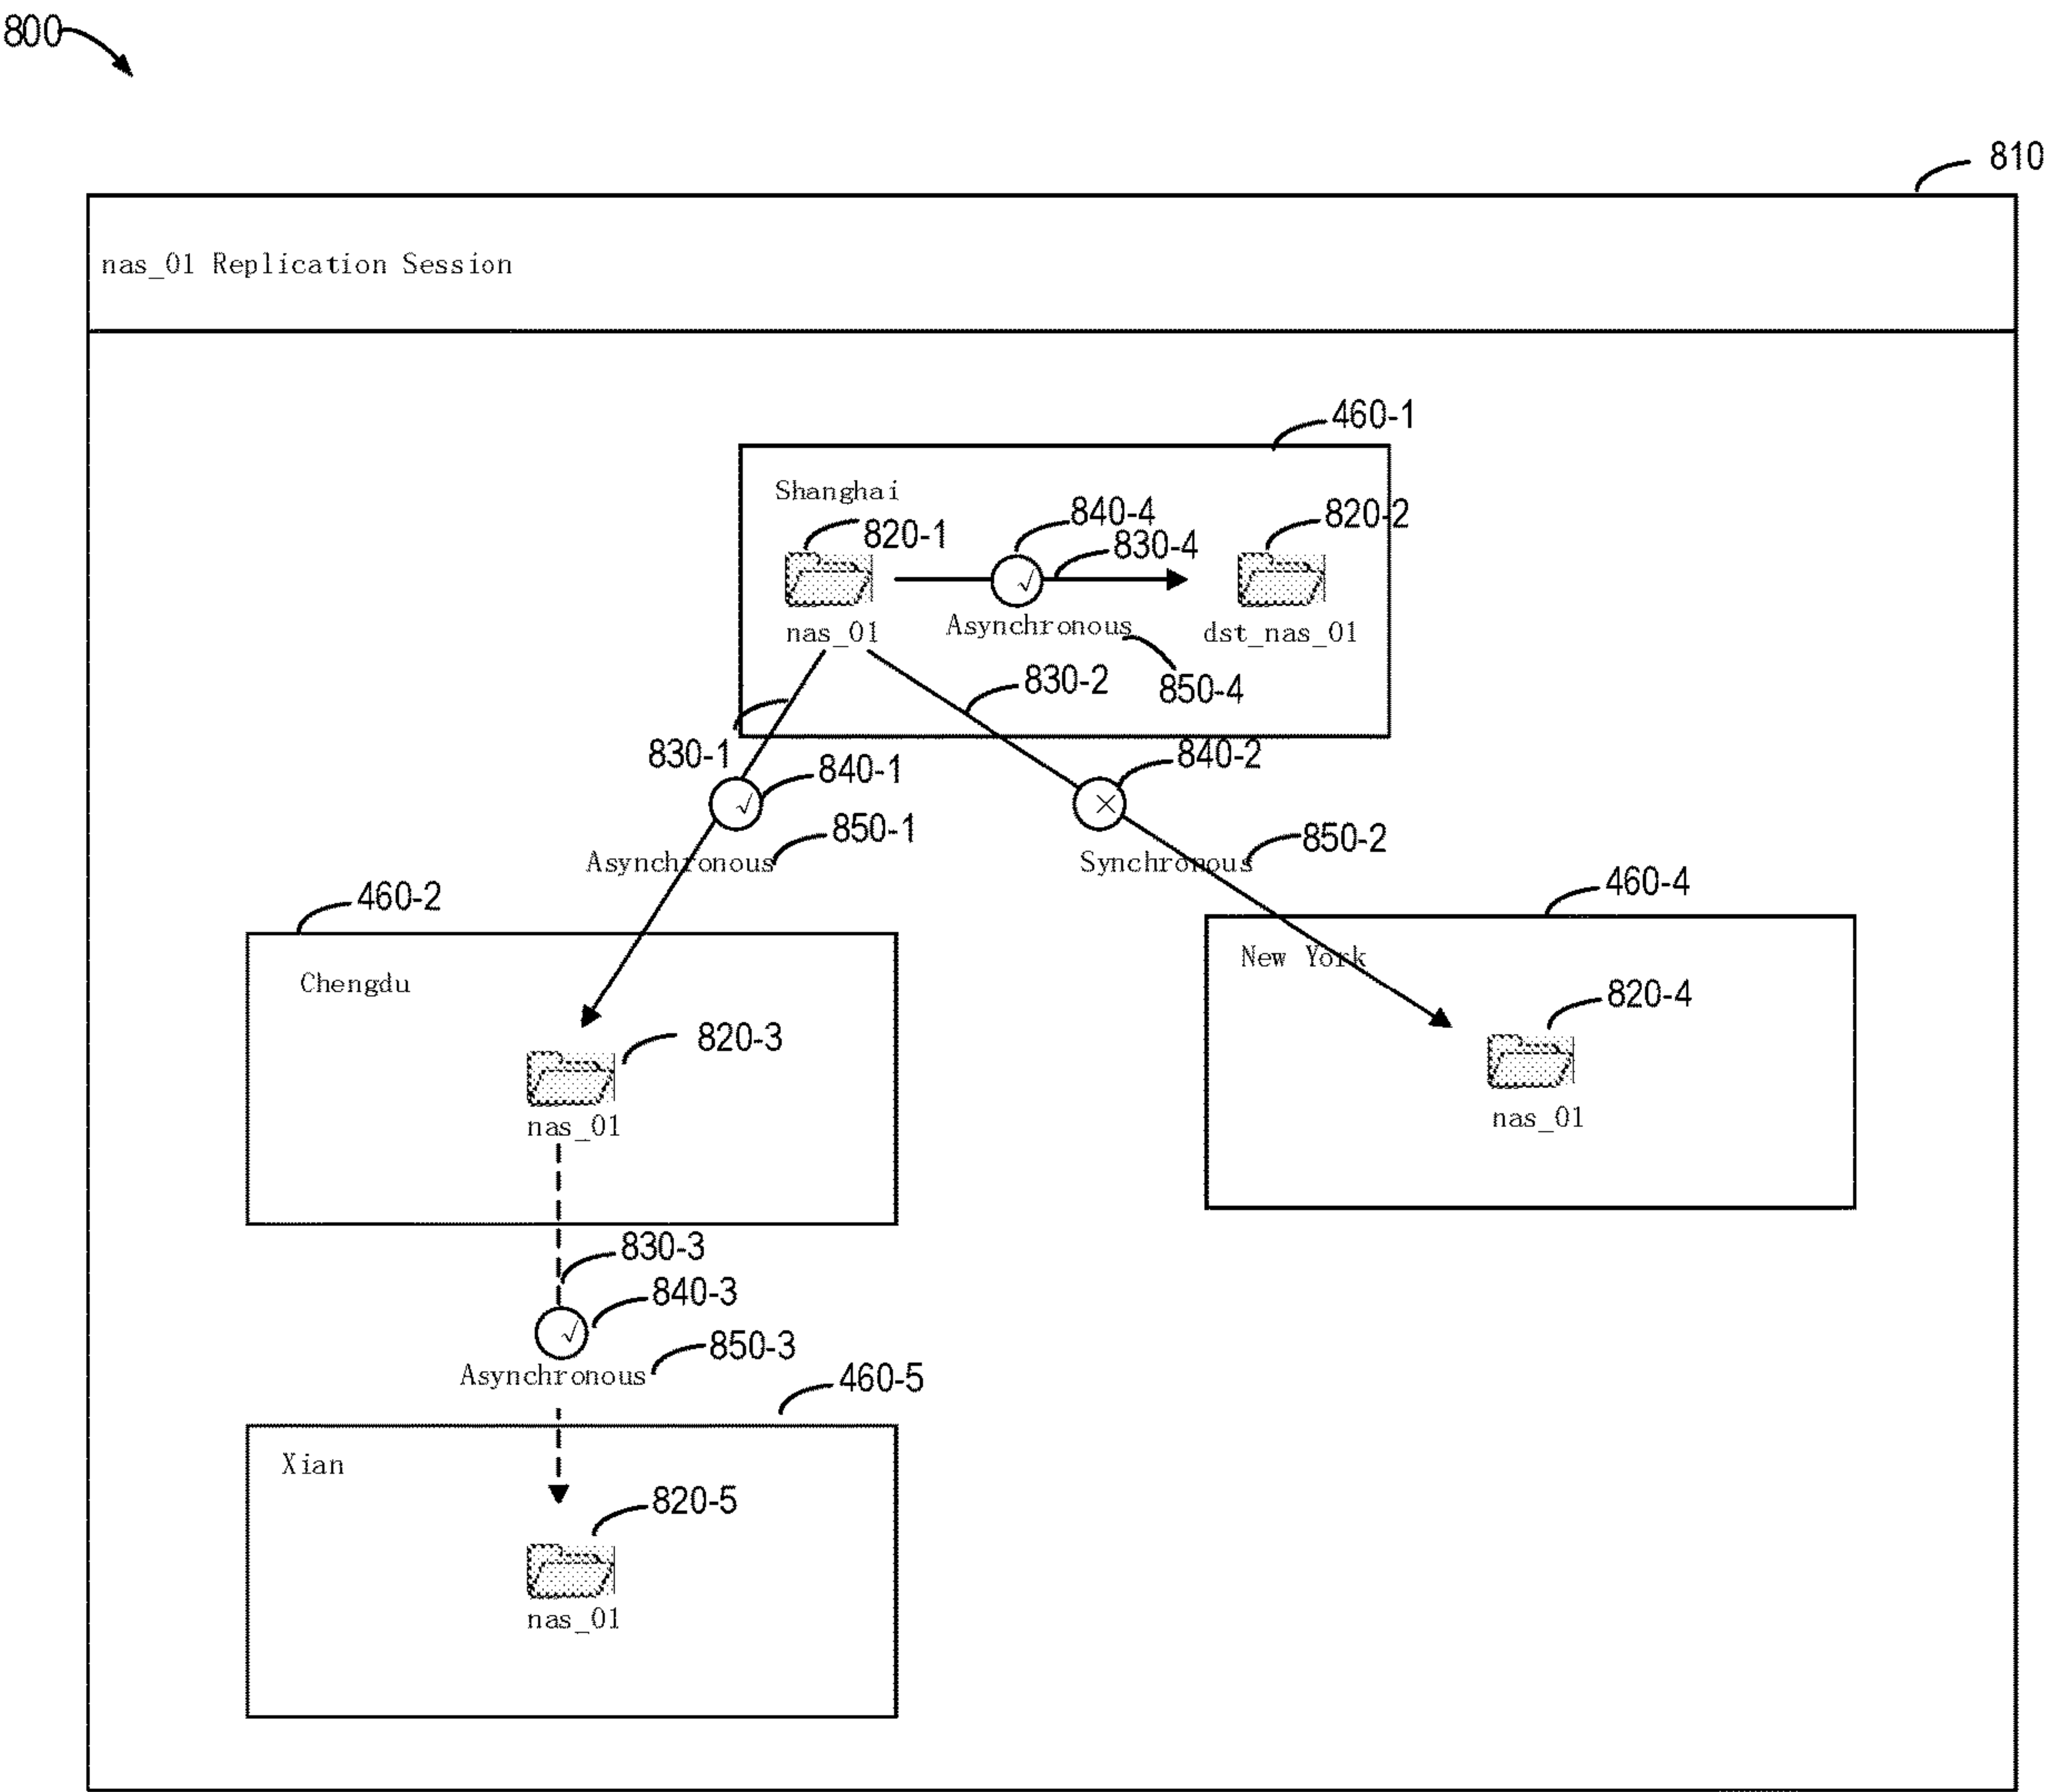 800
810
nas_01 Replication Session
460-1
Shanghai
820-1
840-4
830-4
820-2
nas_01
Asynchronous
dst_nas_01
850-4
830-2
830-1
840-1
840-2
850-1
850-2
Asynchronous
Synchronous
460-2
460-4
Chengdu
New York
820-3
820-4
nas_01
nas_01
830-3
840-3
850-3
Asynchronous
460-5
Xian
820-5
nas_01